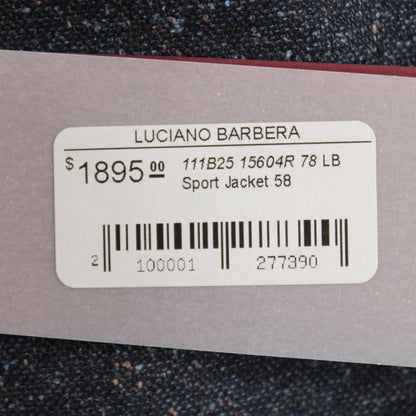 LUCIANO BARBERA
$1895.00 111B25 15604R 78 LB
Sport Jacket 58
2 100001 277390